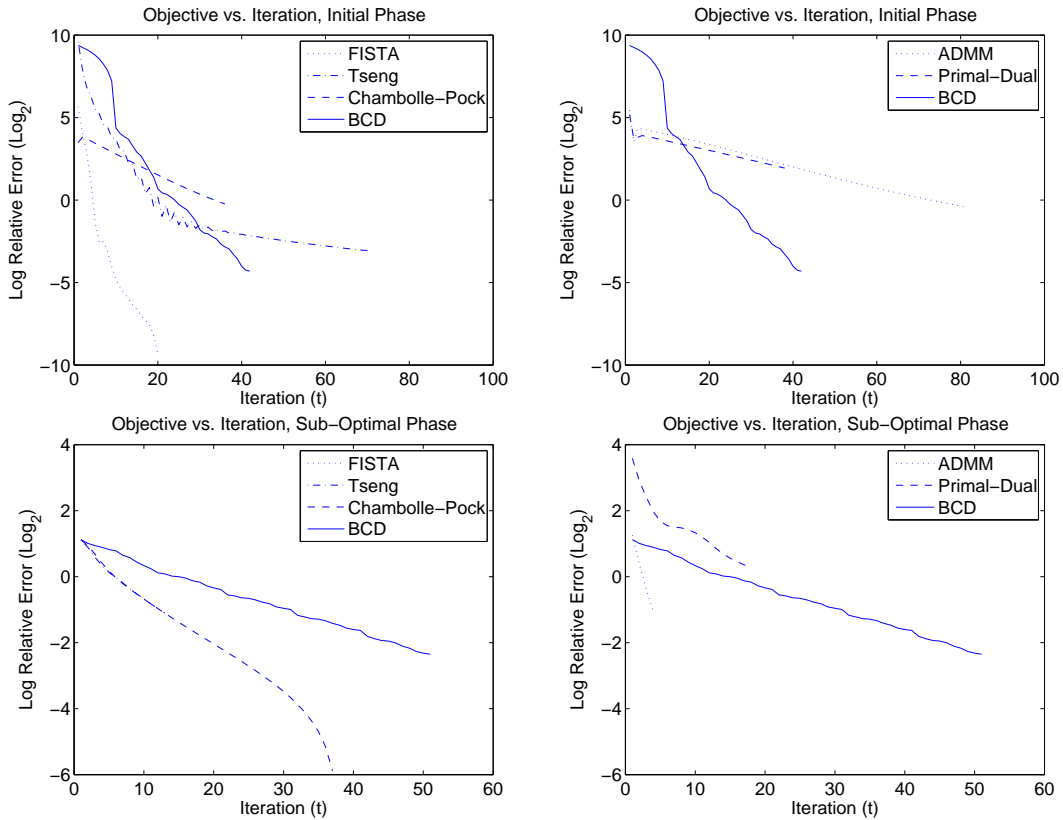 Objective vs. Iteration, Initial Phase
Log Relative Error (Log2)
10
5
0
−5
−10
0
20
40
60
80
100
Iteration (t)
FISTA
Tseng
Chambolle−Pock
BCD
Objective vs. Iteration, Initial Phase
Log Relative Error (Log2)
10
5
0
−5
−10
0
20
40
60
80
100
Iteration (t)
ADMM
Primal−Dual
BCD
Objective vs. Iteration, Sub−Optimal Phase
Log Relative Error (Log2)
4
2
0
−2
−4
−6
0
10
20
30
40
50
60
Iteration (t)
FISTA
Tseng
Chambolle−Pock
BCD
Objective vs. Iteration, Sub−Optimal Phase
Log Relative Error (Log2)
4
2
0
−2
−4
−6
0
10
20
30
40
50
60
Iteration (t)
ADMM
Primal−Dual
BCD